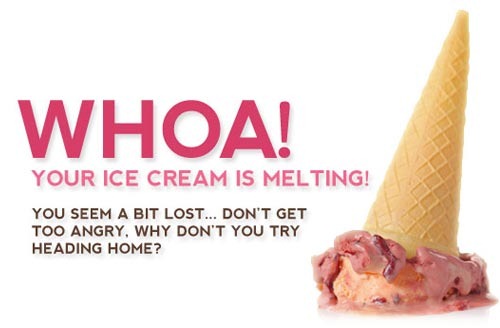 WHOA!
YOUR ICE CREAM IS MELTING!
YOU SEEM A BIT LOST... DON'T GET
TOO ANGRY, WHY DON'T YOU TRY
HEADING HOME?